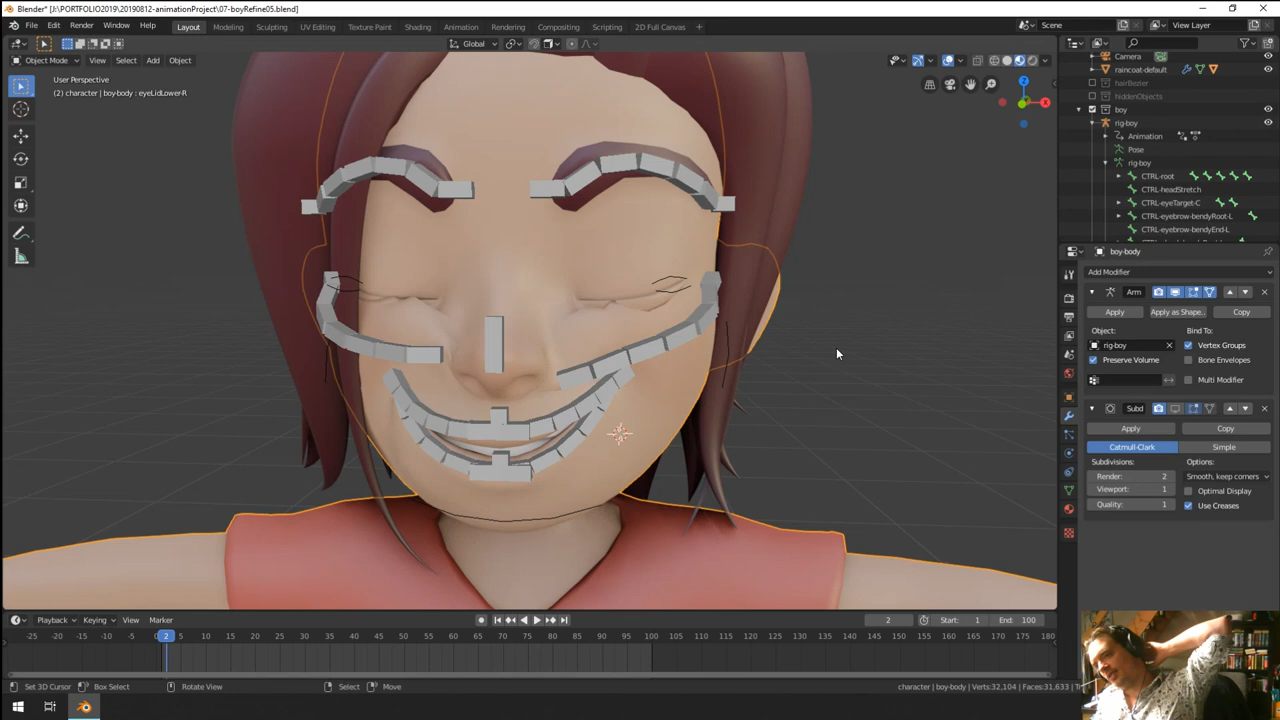 Blender* [J:\PORTFOLIO2019\20190812-animationProject\07-boyRefine05.blend]
File Edit Render Window Help Layout Modeling Sculpting UV Editing Texture Paint Shading Animation Rendering Compositing Scripting 2D Full Canvas + Scene View Layer
Global
Object Mode View Select Add Object
User Perspective
(2) character | boy-body : eyeLidLower-R
Z
X
Camera
raincoat-default
hairBezier
hiddenObjects
boy
rig-boy
Animation
Pose
rig-boy
CTRL-root
CTRL-headStretch
CTRL-eyeTarget-C
CTRL-eyebrow-bendyRoot-L
CTRL-eyebrow-bendyEnd-L
boy-body
Add Modifier
Arm
Apply Apply as Shape.. Copy
Object: Bind To:
rig-boy Vertex Groups
Preserve Volume Bone Envelopes
Multi Modifier
Subd
Apply Copy
Catmull-Clark Simple
Subdivisions: Options:
Render: 2 Smooth, keep corners
Viewport: 1 Optimal Display
Quality: 1 Use Creases
Playback Keying View Marker 2 Start: 1 End: 100
-25 -20 -15 -10 -5 0 2 5 10 15 20 25 30 35 40 45 50 55 60 65 70 75 80 85 90 95 100 105 110 115 120 125 130 135 140 145 150 155 160 165 170 175 180
Set 3D Cursor Box Select Rotate View Select Move character | boy-body | Verts:32,104 | Faces:31,633 | T